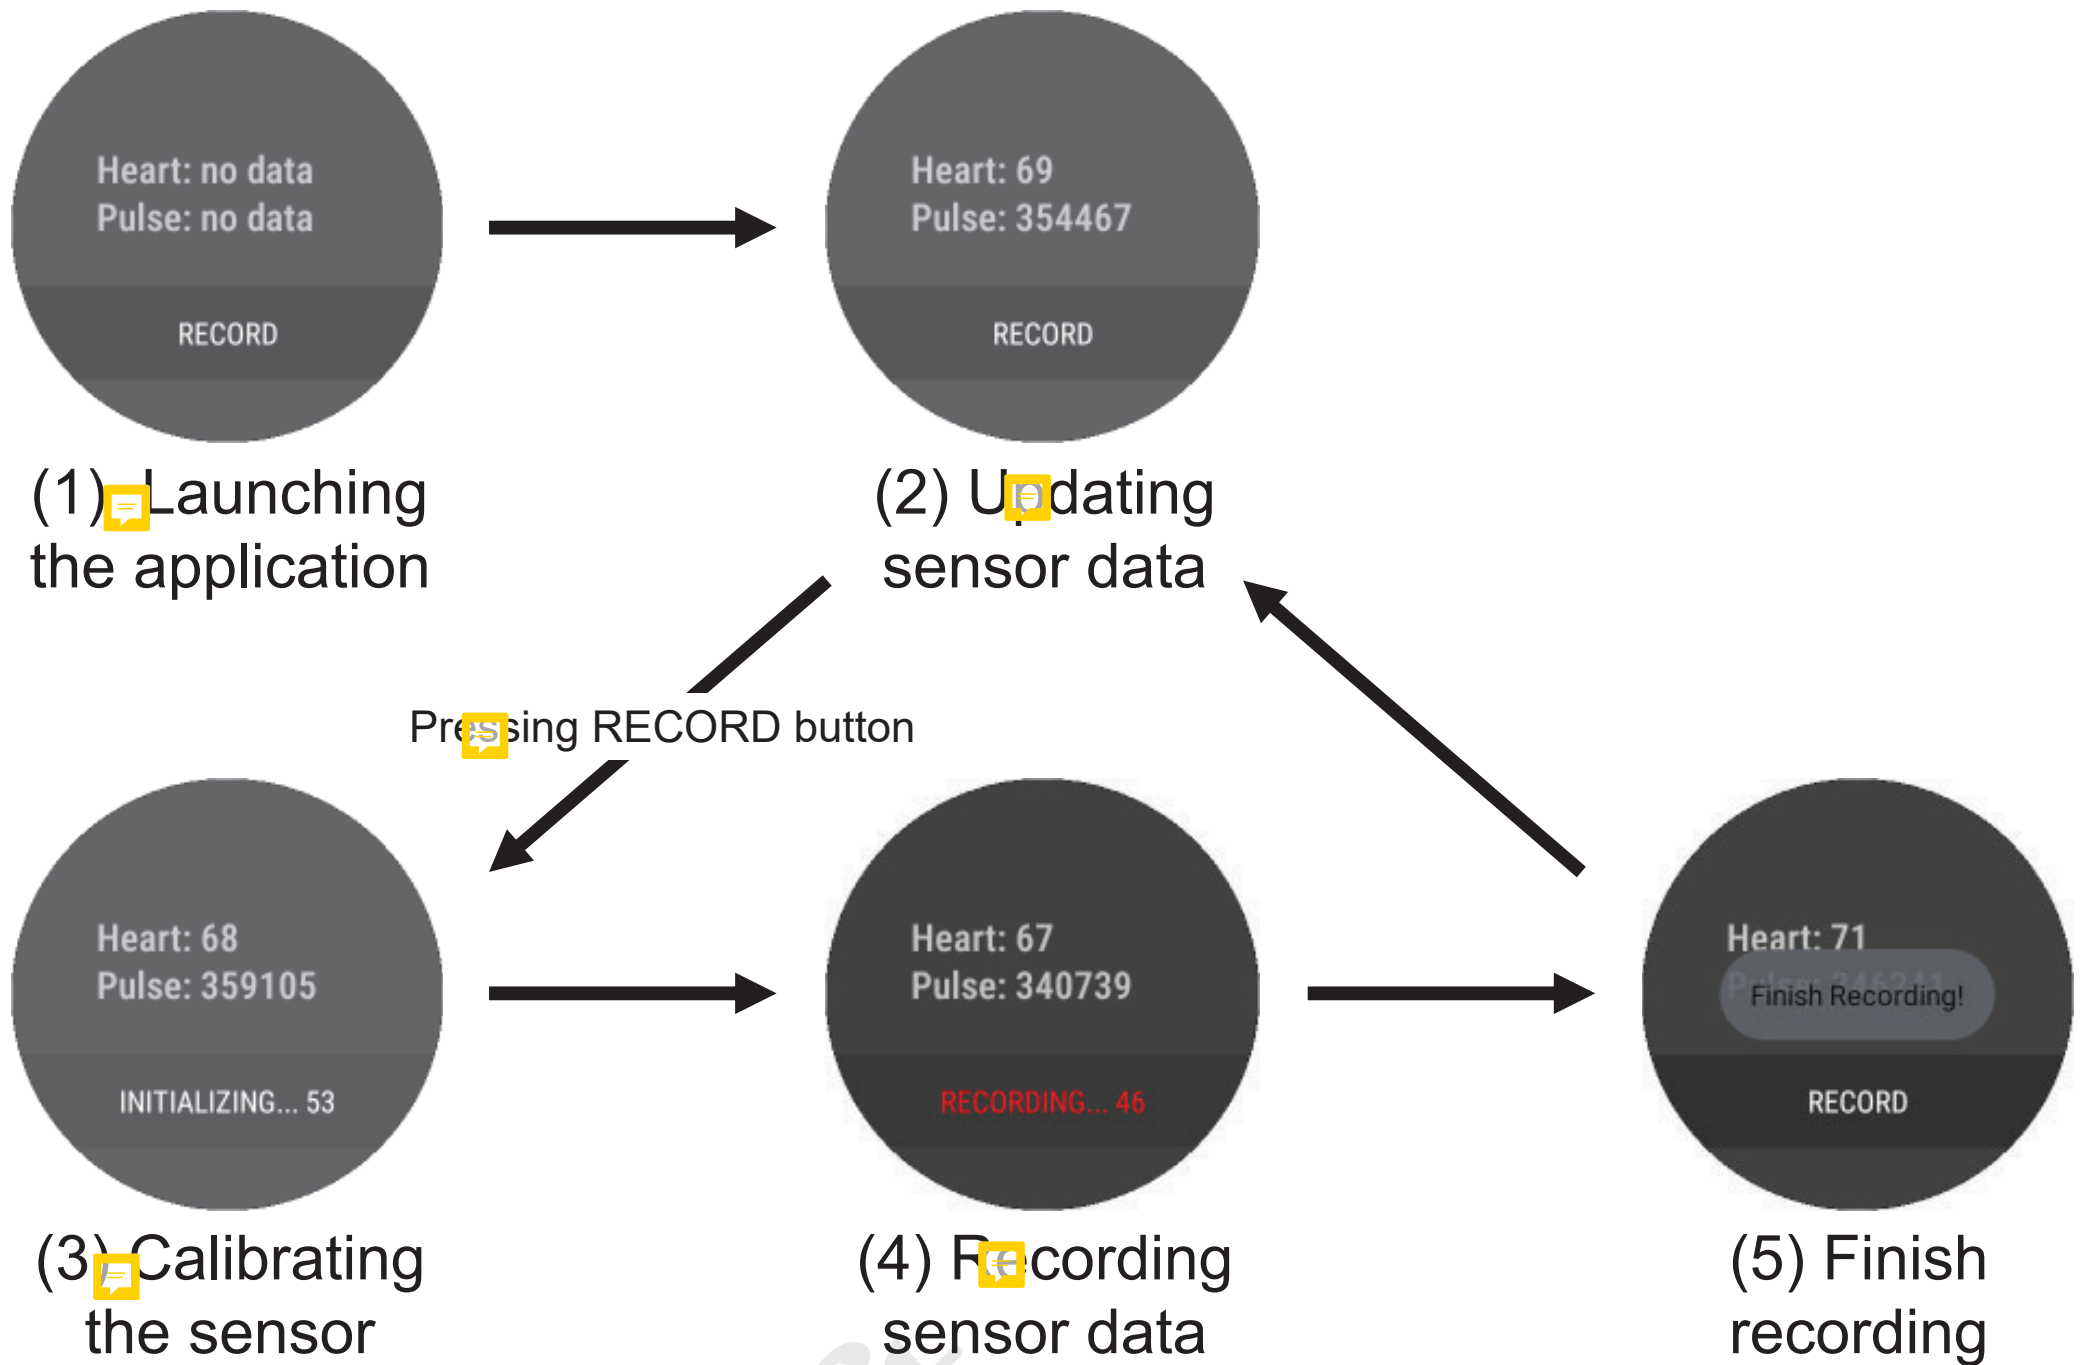 Heart: no data
Pulse: no data
RECORD
(1) Launching
the application
Heart: 69
Pulse: 354467
RECORD
(2) Updating
sensor data
Pressing RECORD button
Heart: 68
Pulse: 359105
INITIALIZING... 53
(3) Calibrating
the sensor
Heart: 67
Pulse: 340739
RECORDING... 46
(4) Recording
sensor data
Heart: 71
Pulse:
Finish Recording!
RECORD
(5) Finish
recording